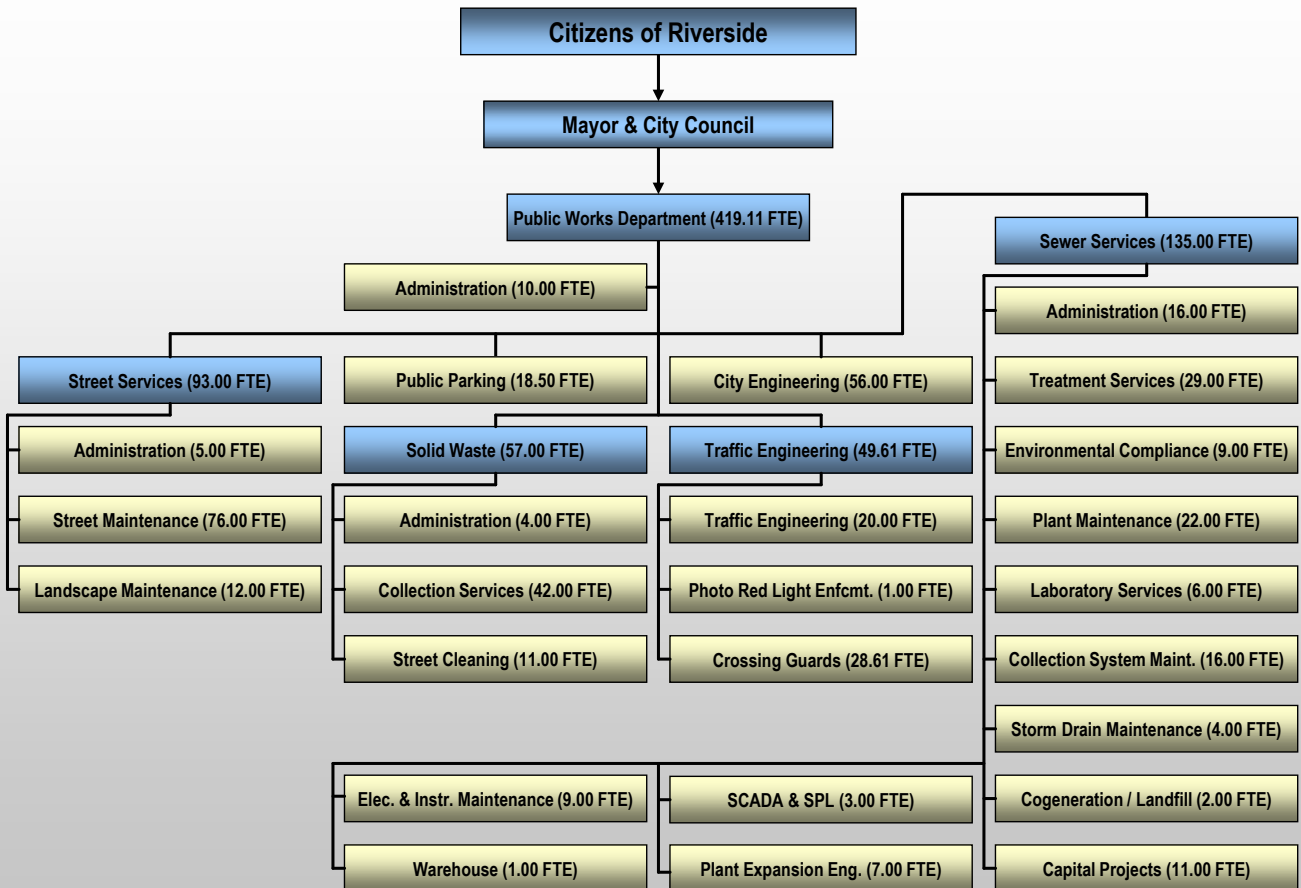 Citizens of Riverside
Mayor & City Council
Public Works Department (419.11 FTE)
Sewer Services (135.00 FTE)
Administration (10.00 FTE)
Administration (16.00 FTE)
Street Services (93.00 FTE)
Public Parking (18.50 FTE)
City Engineering (56.00 FTE)
Treatment Services (29.00 FTE)
Administration (5.00 FTE)
Solid Waste (57.00 FTE)
Traffic Engineering (49.61 FTE)
Environmental Compliance (9.00 FTE)
Street Maintenance (76.00 FTE)
Administration (4.00 FTE)
Traffic Engineering (20.00 FTE)
Plant Maintenance (22.00 FTE)
Landscape Maintenance (12.00 FTE)
Collection Services (42.00 FTE)
Photo Red Light Enfcmt. (1.00 FTE)
Laboratory Services (6.00 FTE)
Street Cleaning (11.00 FTE)
Crossing Guards (28.61 FTE)
Collection System Maint. (16.00 FTE)
Storm Drain Maintenance (4.00 FTE)
Elec. & Instr. Maintenance (9.00 FTE)
SCADA & SPL (3.00 FTE)
Cogeneration / Landfill (2.00 FTE)
Warehouse (1.00 FTE)
Plant Expansion Eng. (7.00 FTE)
Capital Projects (11.00 FTE)